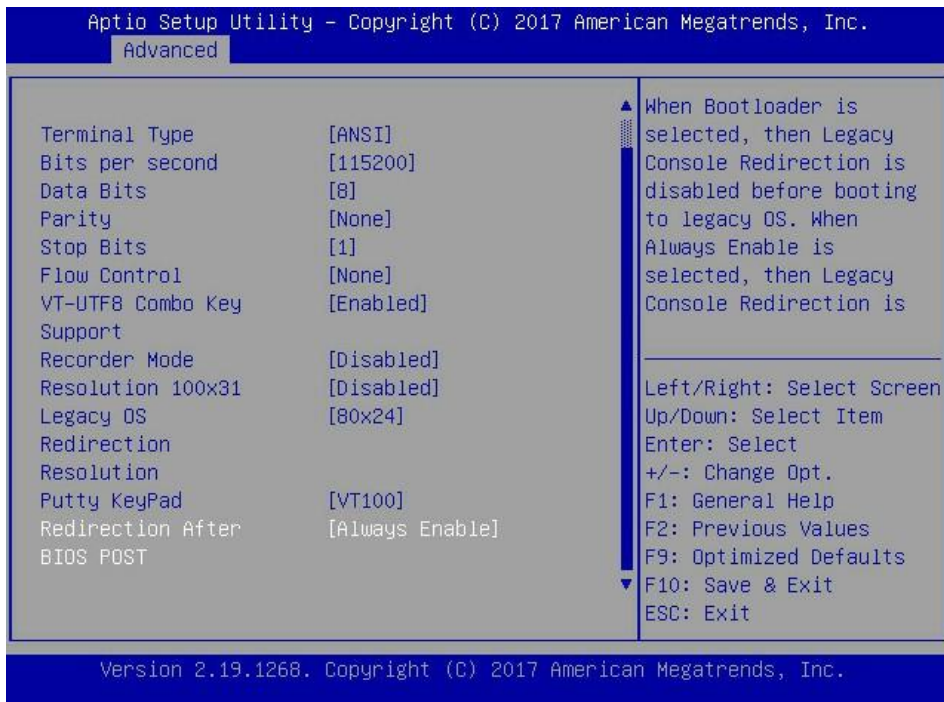 Aptio Setup Utility – Copyright (C) 2017 American Megatrends, Inc.
Advanced
Terminal Type [ANSI]
Bits per second [115200]
Data Bits [8]
Parity [None]
Stop Bits [1]
Flow Control [None]
VT-UTF8 Combo Key [Enabled]
Support
Recorder Mode [Disabled]
Resolution 100x31 [Disabled]
Legacy OS [80x24]
Redirection
Resolution
Putty KeyPad [VT100]
Redirection After [Always Enable]
BIOS POST
When Bootloader is
selected, then Legacy
Console Redirection is
disabled before booting
to legacy OS. When
Always Enable is
selected, then Legacy
Console Redirection is
Left/Right: Select Screen
Up/Down: Select Item
Enter: Select
+/-: Change Opt.
F1: General Help
F2: Previous Values
F9: Optimized Defaults
F10: Save & Exit
ESC: Exit
Version 2.19.1268. Copyright (C) 2017 American Megatrends, Inc.